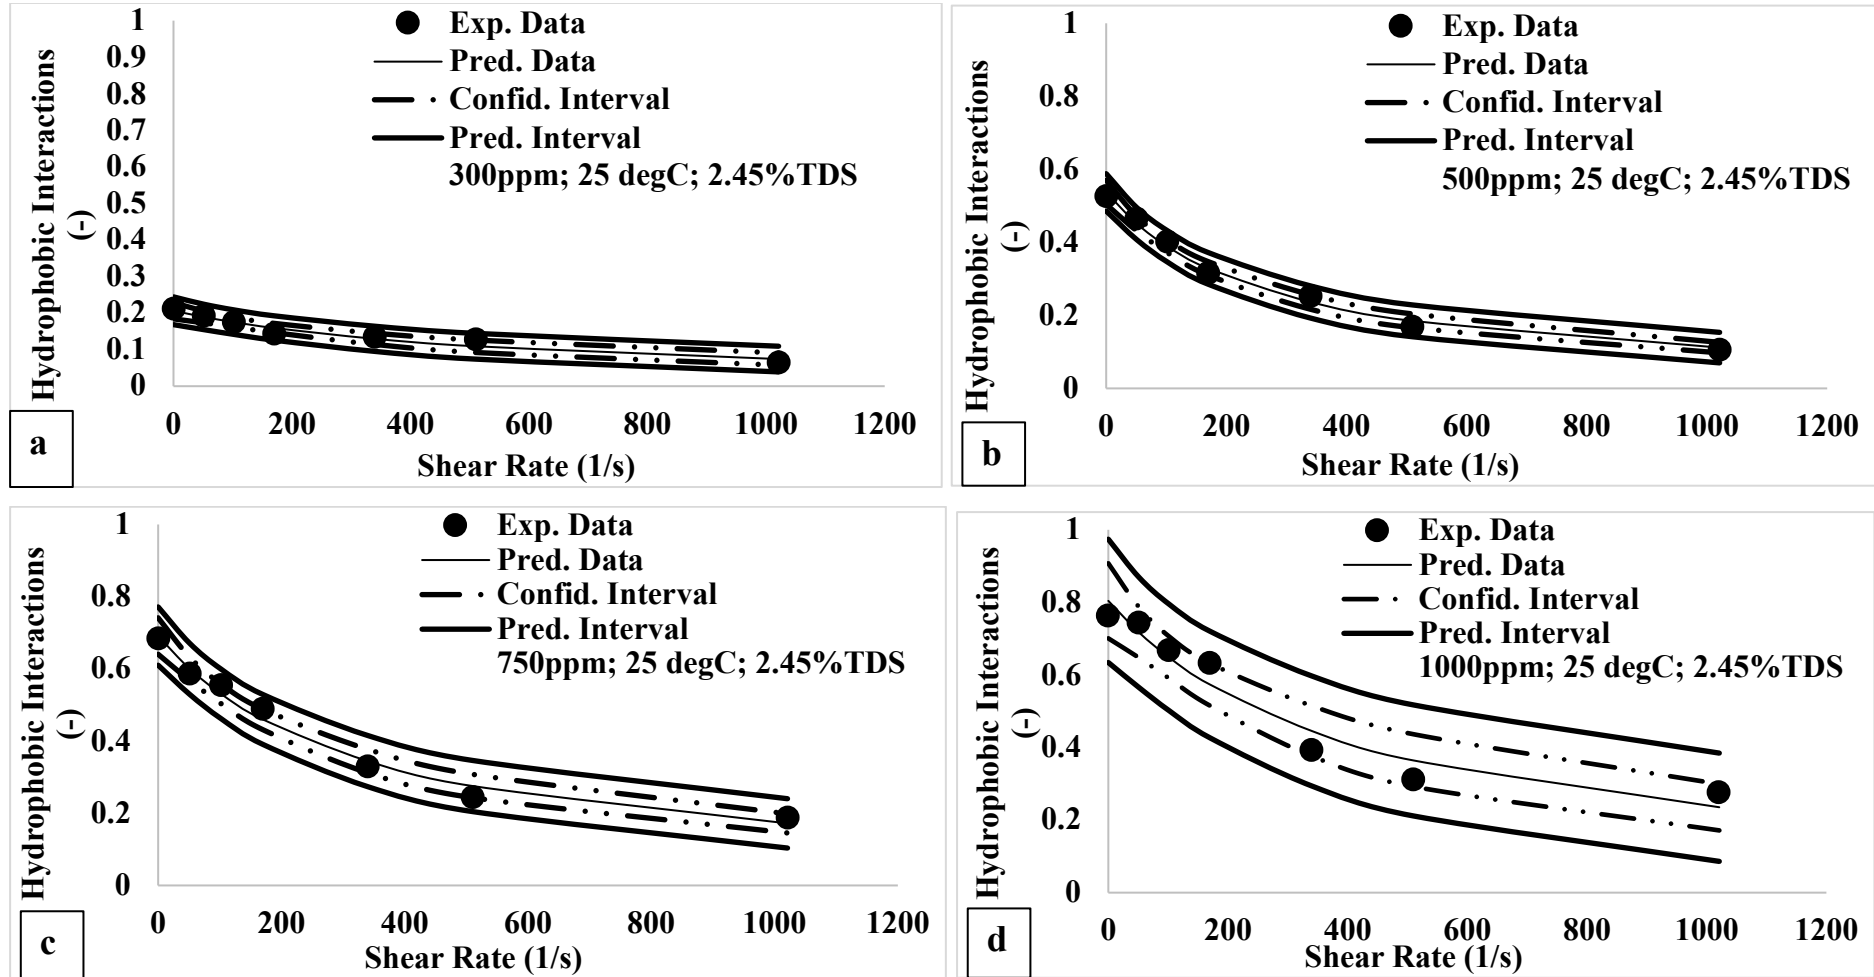 Hydrophobic Interactions
(-)
1
0.9
0.8
0.7
0.6
0.5
0.4
0.3
0.2
0.1
0
Exp. Data
Pred. Data
Confid. Interval
Pred. Interval
300ppm; 25 degC; 2.45%TDS
0 200 400 600 800 1000 1200
Shear Rate (1/s)
a
Hydrophobic Interactions
(-)
1
0.8
0.6
0.4
0.2
0
Exp. Data
Pred. Data
Confid. Interval
Pred. Interval
500ppm; 25 degC; 2.45%TDS
0 200 400 600 800 1000 1200
Shear Rate (1/s)
b
Hydrophobic Interactions
(-)
1
0.8
0.6
0.4
0.2
0
Exp. Data
Pred. Data
Confid. Interval
Pred. Interval
750ppm; 25 degC; 2.45%TDS
0 200 400 600 800 1000 1200
Shear Rate (1/s)
c
Hydrophobic Interactions
(-)
1
0.8
0.6
0.4
0.2
0
Exp. Data
Pred. Data
Confid. Interval
Pred. Interval
1000ppm; 25 degC; 2.45%TDS
0 200 400 600 800 1000 1200
Shear Rate (1/s)
d